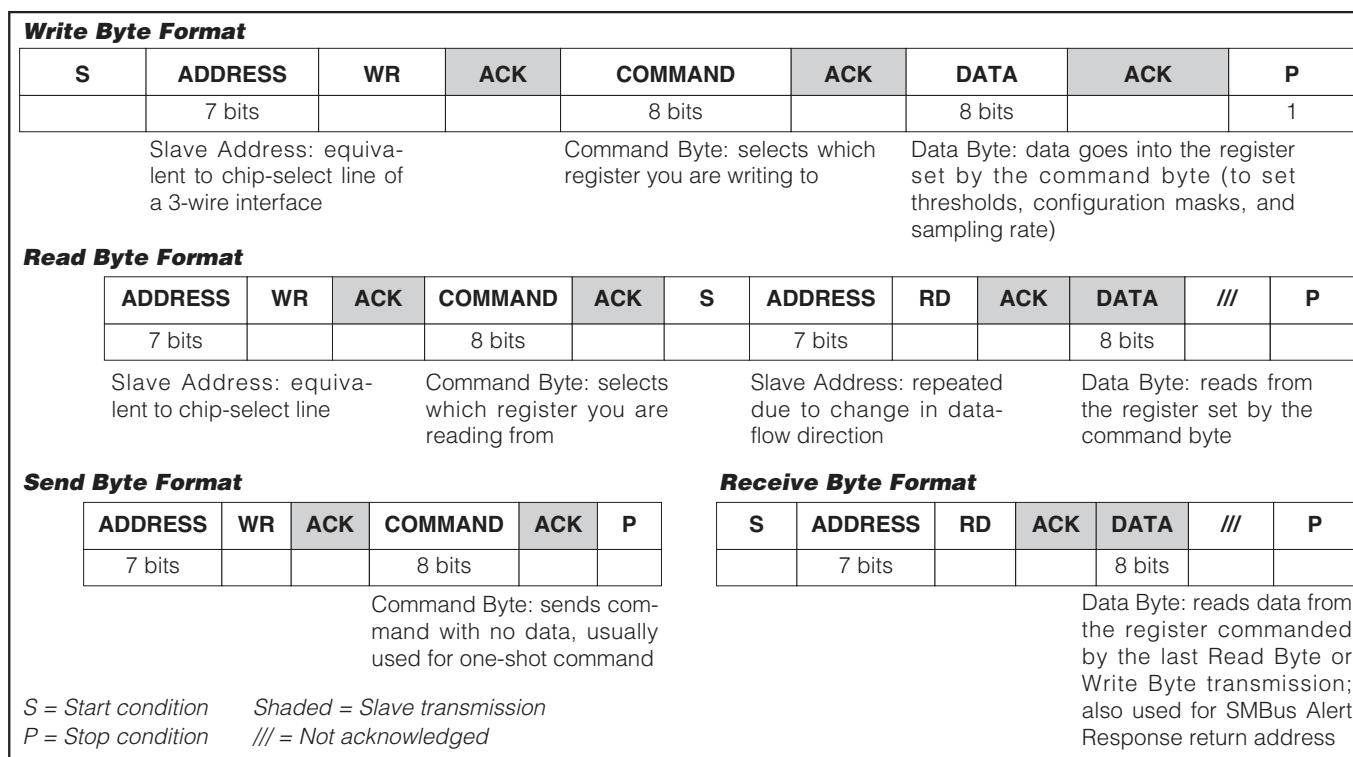 Write Byte Format
S ADDRESS WR ACK COMMAND ACK DATA ACK P
7 bits 8 bits 8 bits 1
Slave Address: equiva-
lent to chip-select line of
a 3-wire interface
Command Byte: selects which
register you are writing to
Data Byte: data goes into the register
set by the command byte (to set
thresholds, configuration masks, and
sampling rate)
Read Byte Format
ADDRESS WR ACK COMMAND ACK S ADDRESS RD ACK DATA /// P
7 bits 8 bits 7 bits 8 bits
Slave Address: equiva-
lent to chip-select line
Command Byte: selects
which register you are
reading from
Slave Address: repeated
due to change in data-
flow direction
Data Byte: reads from
the register set by the
command byte
Send Byte Format
ADDRESS WR ACK COMMAND ACK P
7 bits 8 bits
Command Byte: sends com-
mand with no data, usually
used for one-shot command
Receive Byte Format
S ADDRESS RD ACK DATA /// P
7 bits 8 bits
Data Byte: reads data from
the register commanded
by the last Read Byte or
Write Byte transmission;
also used for SMBus Alert
Response return address
S = Start condition Shaded = Slave transmission
P = Stop condition /// = Not acknowledged